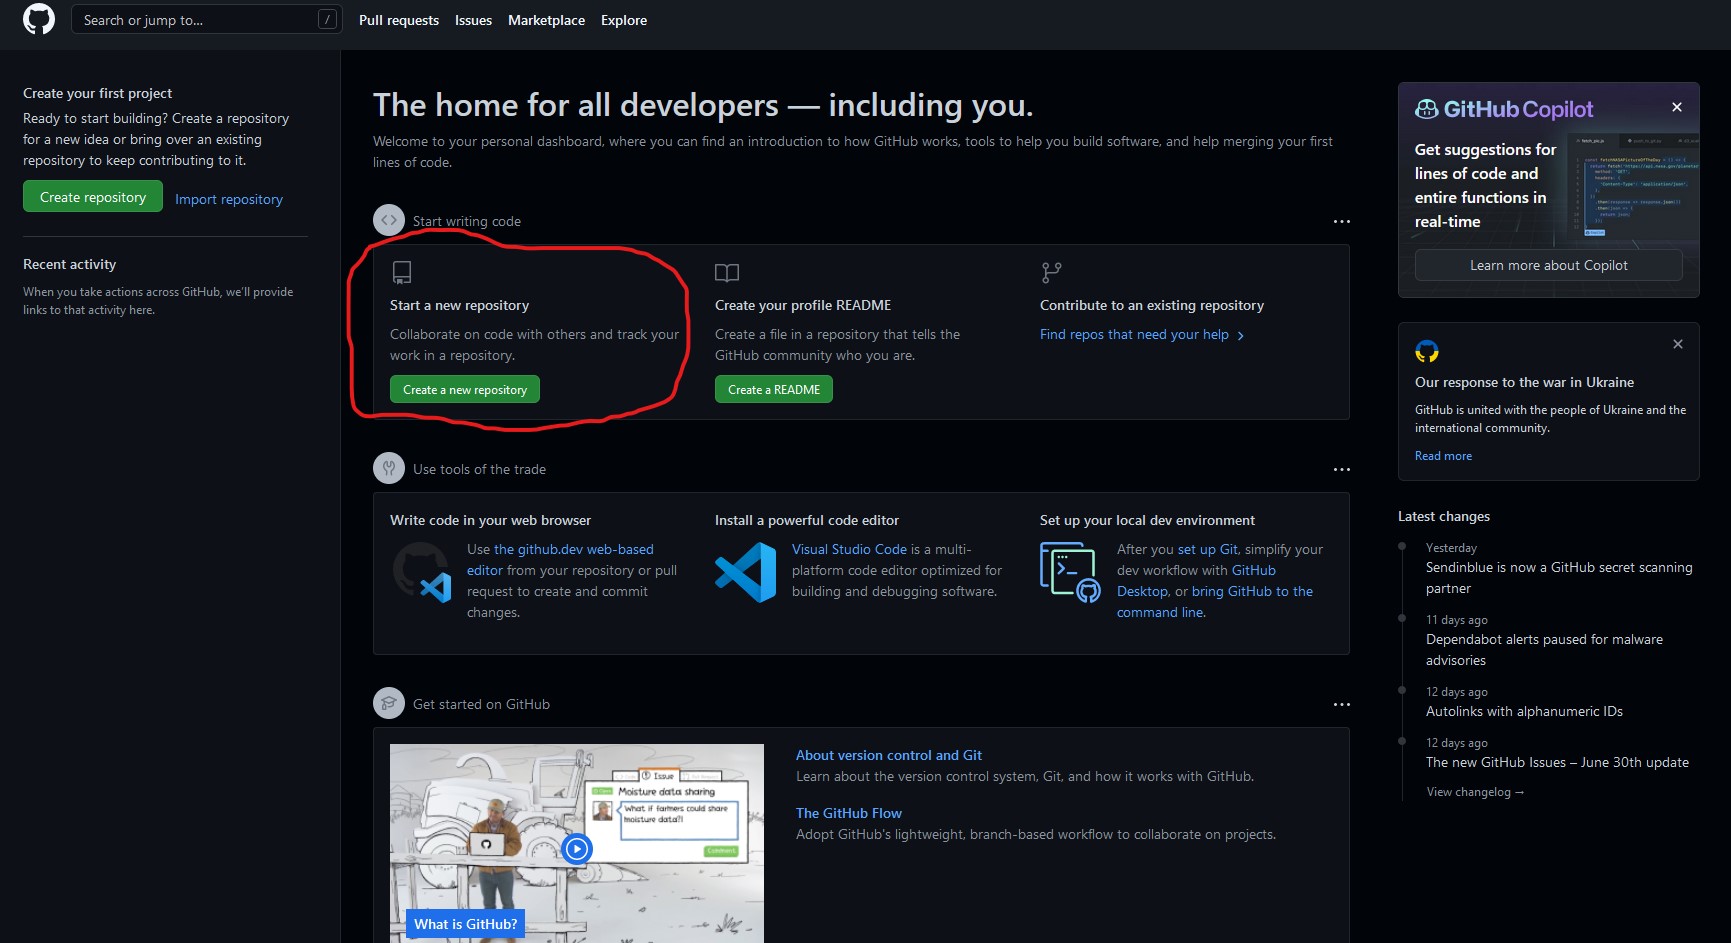 Search or jump to...
/
Pull requests
Issues
Marketplace
Explore
Create your first project
Ready to start building? Create a repository
for a new idea or bring over an existing
repository to keep contributing to it.
Create repository
Import repository
Recent activity
When you take actions across GitHub, we'll provide
links to that activity here.
The home for all developers — including you.
Welcome to your personal dashboard, where you can find an introduction to how GitHub works, tools to help you build software, and help merging your first
lines of code.
Start writing code
Start a new repository
Collaborate on code with others and track your
work in a repository.
Create a new repository
Create your profile README
Create a file in a repository that tells the
GitHub community who you are.
Create a README
Contribute to an existing repository
Find repos that need your help
Use tools of the trade
Write code in your web browser
Use the github.dev web-based
editor from your repository or pull
request to create and commit
changes.
Install a powerful code editor
Visual Studio Code is a multi-
platform code editor optimized for
building and debugging software.
Set up your local dev environment
After you set up Git, simplify your
dev workflow with GitHub
Desktop, or bring GitHub to the
command line.
Get started on GitHub
Issue
Open
Moisture data sharing
What if farmers could share
moisture data?!
Comment
What is GitHub?
About version control and Git
Learn about the version control system, Git, and how it works with GitHub.
The GitHub Flow
Adopt GitHub's lightweight, branch-based workflow to collaborate on projects.
GitHub Copilot
Get suggestions for
lines of code and
entire functions in
real-time
Learn more about Copilot
Our response to the war in Ukraine
GitHub is united with the people of Ukraine and the
international community.
Read more
Latest changes
Yesterday
Sendinblue is now a GitHub secret scanning
partner
11 days ago
Dependabot alerts paused for malware
advisories
12 days ago
Autolinks with alphanumeric IDs
12 days ago
The new GitHub Issues – June 30th update
View changelog →